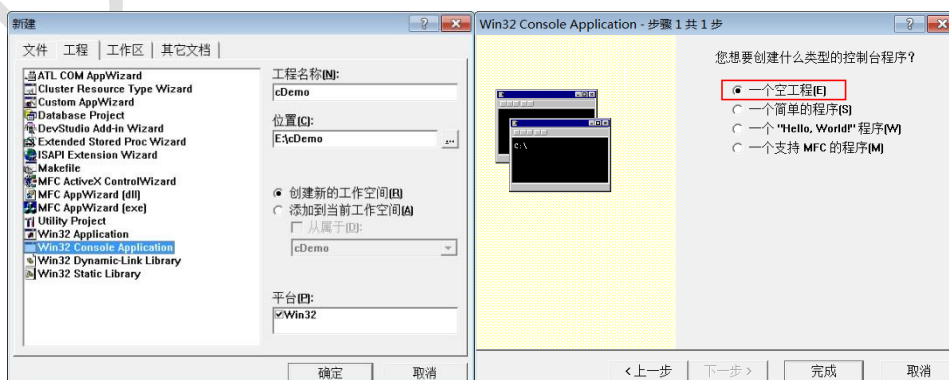 新建
文件 工程 工作区 其它文档
ATL COM AppWizard
Cluster Resource Type Wizard
Custom AppWizard
Database Project
DevStudio Add-in Wizard
Extended Stored Proc Wizard
ISAPI Extension Wizard
Makefile
MFC ActiveX ControlWizard
MFC AppWizard (dll)
MFC AppWizard (exe)
Utility Project
Win32 Application
Win32 Console Application
Win32 Dynamic-Link Library
Win32 Static Library
工程名称(N):
cDemo
位置(C):
E:\cDemo
...
创建新的工作空间(R)
添加到当前工作空间(A)
从属于(D):
cDemo
平台(P):
Win32
确定 取消
Win32 Console Application - 步骤 1 共 1 步
C:\
您想要创建什么类型的控制台程序?
一个空工程(E)
一个简单的程序(S)
一个 "Hello, World!" 程序(W)
一个支持 MFC 的程序(M)
<上一步 下一步> 完成 取消